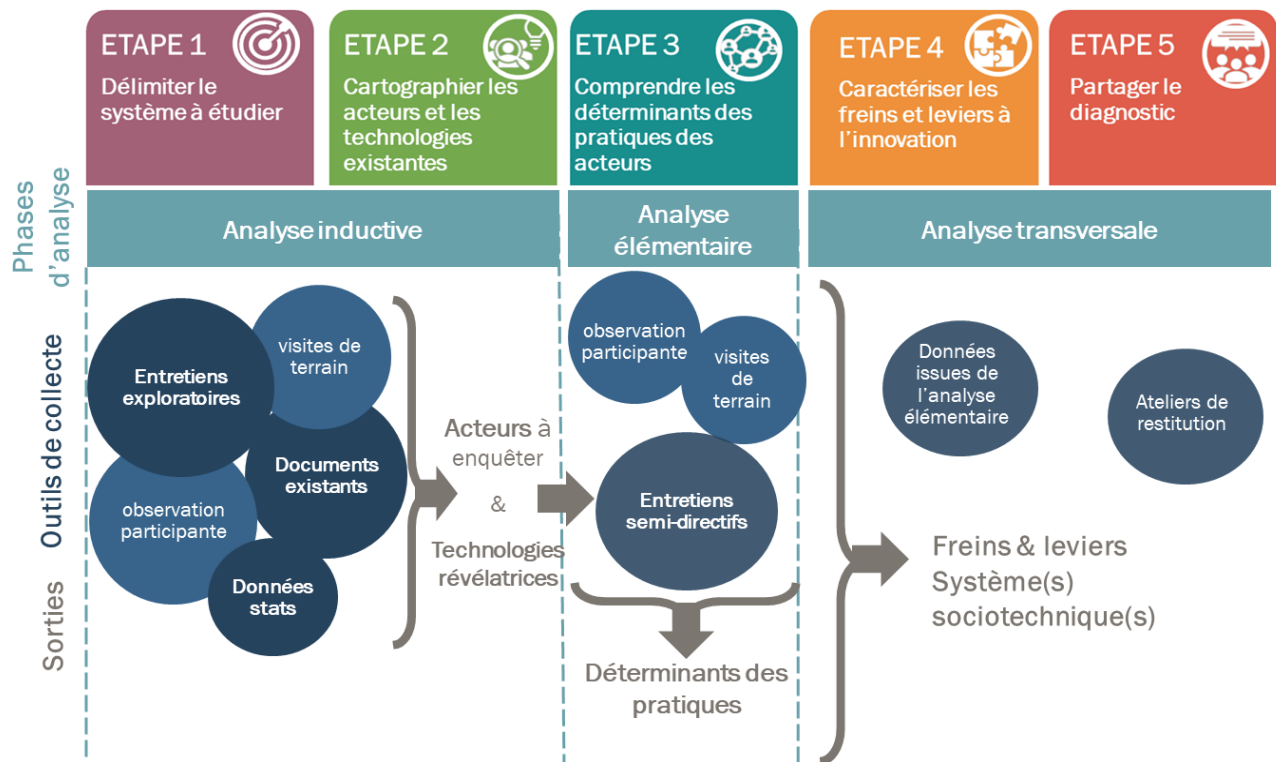 ETAPE 1
Délimiter le
système à étudier
ETAPE 2
Cartographier les
acteurs et les
technologies
existantes
ETAPE 3
Comprendre les
déterminants des
pratiques des
acteurs
ETAPE 4
Caractériser les
freins et leviers à
l'innovation
ETAPE 5
Partager le
diagnostic
Phases
d'analyse
Analyse inductive
Analyse
élémentaire
Analyse transversale
Outils de collecte
Entretiens
exploratoires
visites de
terrain
Documents
existants
observation
participante
Données
stats
Acteurs à
enquêter
&
Technologies
révélatrices
observation
participante
visites de
terrain
Entretiens
semi-directifs
Données
issues de
l'analyse
élémentaire
Ateliers de
restitution
Sorties
Déterminants des
pratiques
Freins & leviers
Système(s)
sociotechnique(s)